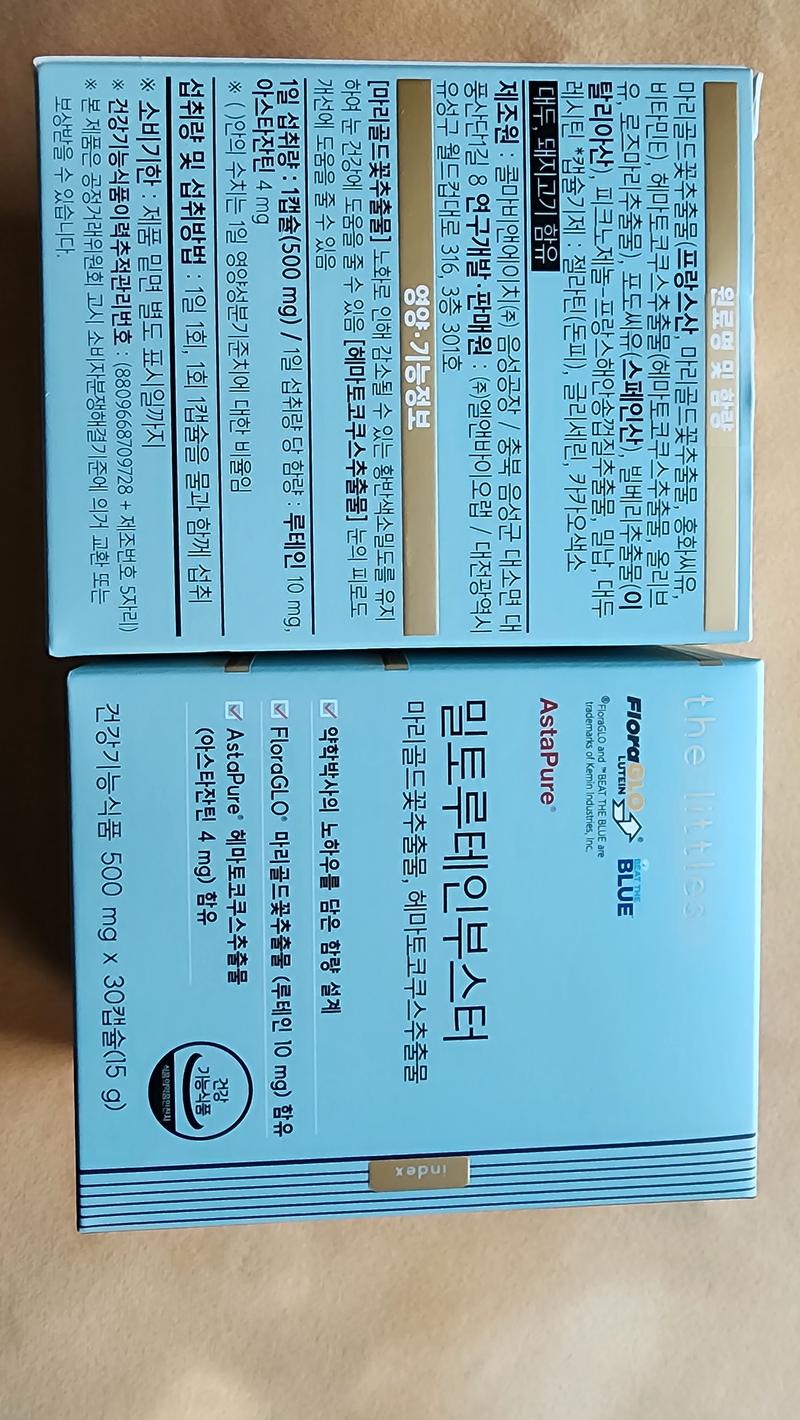 원료명 및 함량
마리골드꽃추출물(프랑스산, 마리골드꽃추출물, 홍화씨유,
비타민E), 헤마토코쿠스추출물(헤마토코쿠스추출물, 올리브
유, 로즈마리추출물), 포도씨유(스페인산), 빌베리추출물(이
탈리아산), 피크노제놀-프랑스해안송껍질추출물, 밀납, 대두
레시틴 *캡슐기제 : 젤라틴(돈피), 글리세린, 카카오색소
대두, 돼지고기 함유
제조원 : 콜마비앤에이치㈜ 음성공장 / 충북 음성군 대소면 대
풍산단1길 8 연구개발·판매원 : ㈜엘앤바이오랩 / 대전광역시
유성구 월드컵대로 316, 3층 301호
영양·기능정보
[마리골드꽃추출물] 노화로 인해 감소될 수 있는 황반색소밀도를 유지
하여 눈 건강에 도움을 줄 수 있음 [헤마토코쿠스추출물] 눈의 피로도
개선에 도움을 줄 수 있음
1일 섭취량 : 1캡슐(500 mg) / 1일 섭취량 당 함량 : 루테인 10 mg,
아스타잔틴 4 mg
※ ( )안의 수치는 1일 영양성분기준치에 대한 비율임
섭취량 및 섭취방법 : 1일 1회, 1회 1캡슐을 물과 함께 섭취
※ 소비기한 : 제품 밑면 별도 표시일까지
※ 건강기능식품이력추적관리번호 : (8809668709728 + 제조번호 5자리)
※ 본 제품은 공정거래위원회 고시 소비자분쟁해결기준에 의거 교환 또는
보상받을 수 있습니다.
the littles
FloraGLO®
LUTEIN
BEAT THE
BLUE™
®FloraGLO and ™BEAT THE BLUE are
trademarks of Kemin Industries, Inc.
AstaPure®
밀토루테인부스터
마리골드꽃추출물, 헤마토코쿠스추출물
약학박사의 노하우를 담은 함량 설계
FloraGLO® 마리골드꽃추출물 (루테인 10 mg) 함유
AstaPure® 헤마토코쿠스추출물
(아스타잔틴 4 mg) 함유
건강기능식품 500 mg x 30캡슐(15 g)
건강
기능식품
식품의약품안전처
index